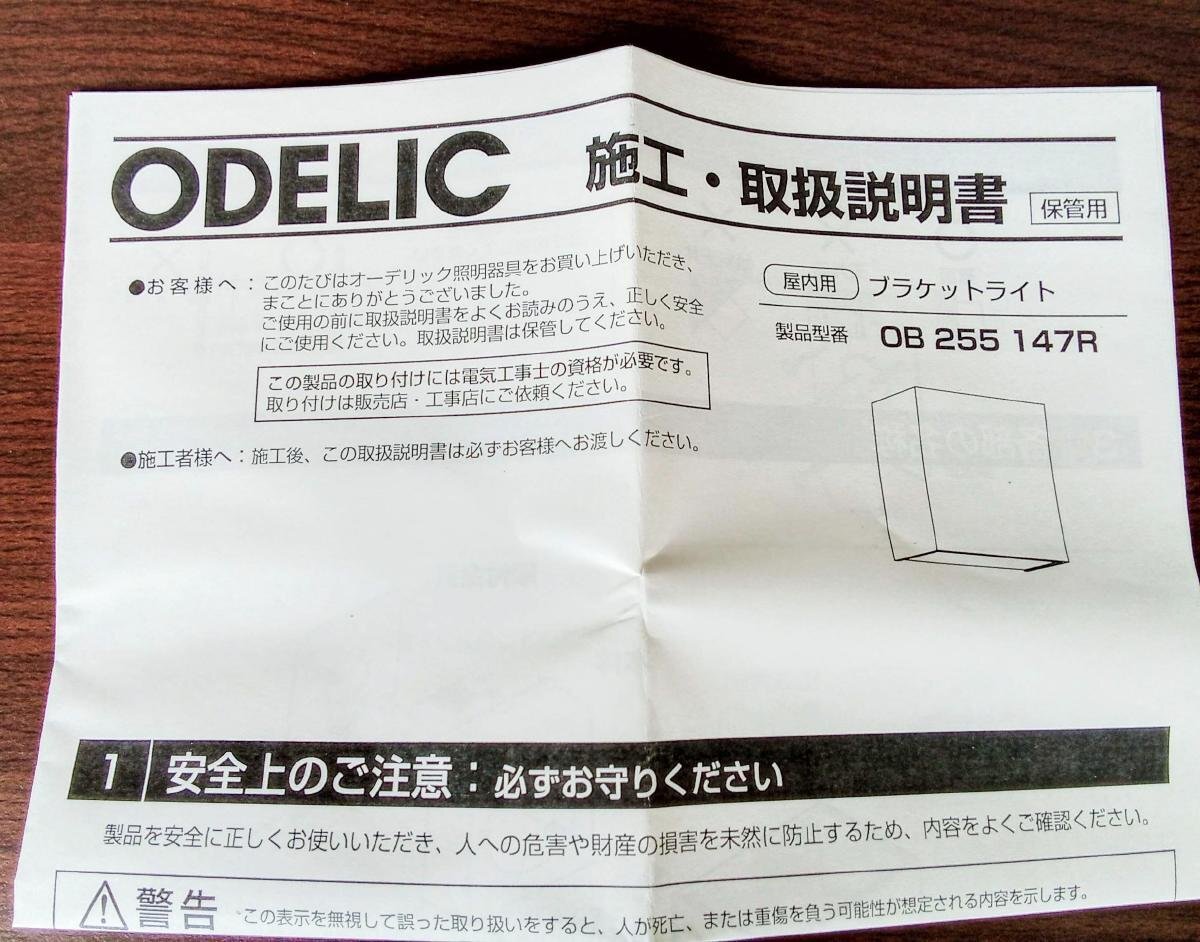 ODELIC 施工・取扱説明書 保管用
●お客様へ：このたびはオーデリック照明器具をお買い上げいただき、
まことにありがとうございました。
ご使用の前に取扱説明書をよくお読みのうえ、正しく安全
にご使用ください。取扱説明書は保管してください。
この製品の取り付けには電気工事士の資格が必要です。
取り付けは販売店・工事店にご依頼ください。
●施工者様へ：施工後、この取扱説明書は必ずお客様へお渡しください。
屋内用 ブラケットライト
製品型番 OB 255 147R
1 安全上のご注意：必ずお守りください
製品を安全に正しくお使いいただき、人への危害や財産の損害を未然に防止するため、内容をよくご確認ください。
警告 この表示を無視して誤った取り扱いをすると、人が死亡、または重傷を負う可能性が想定される内容を示します。